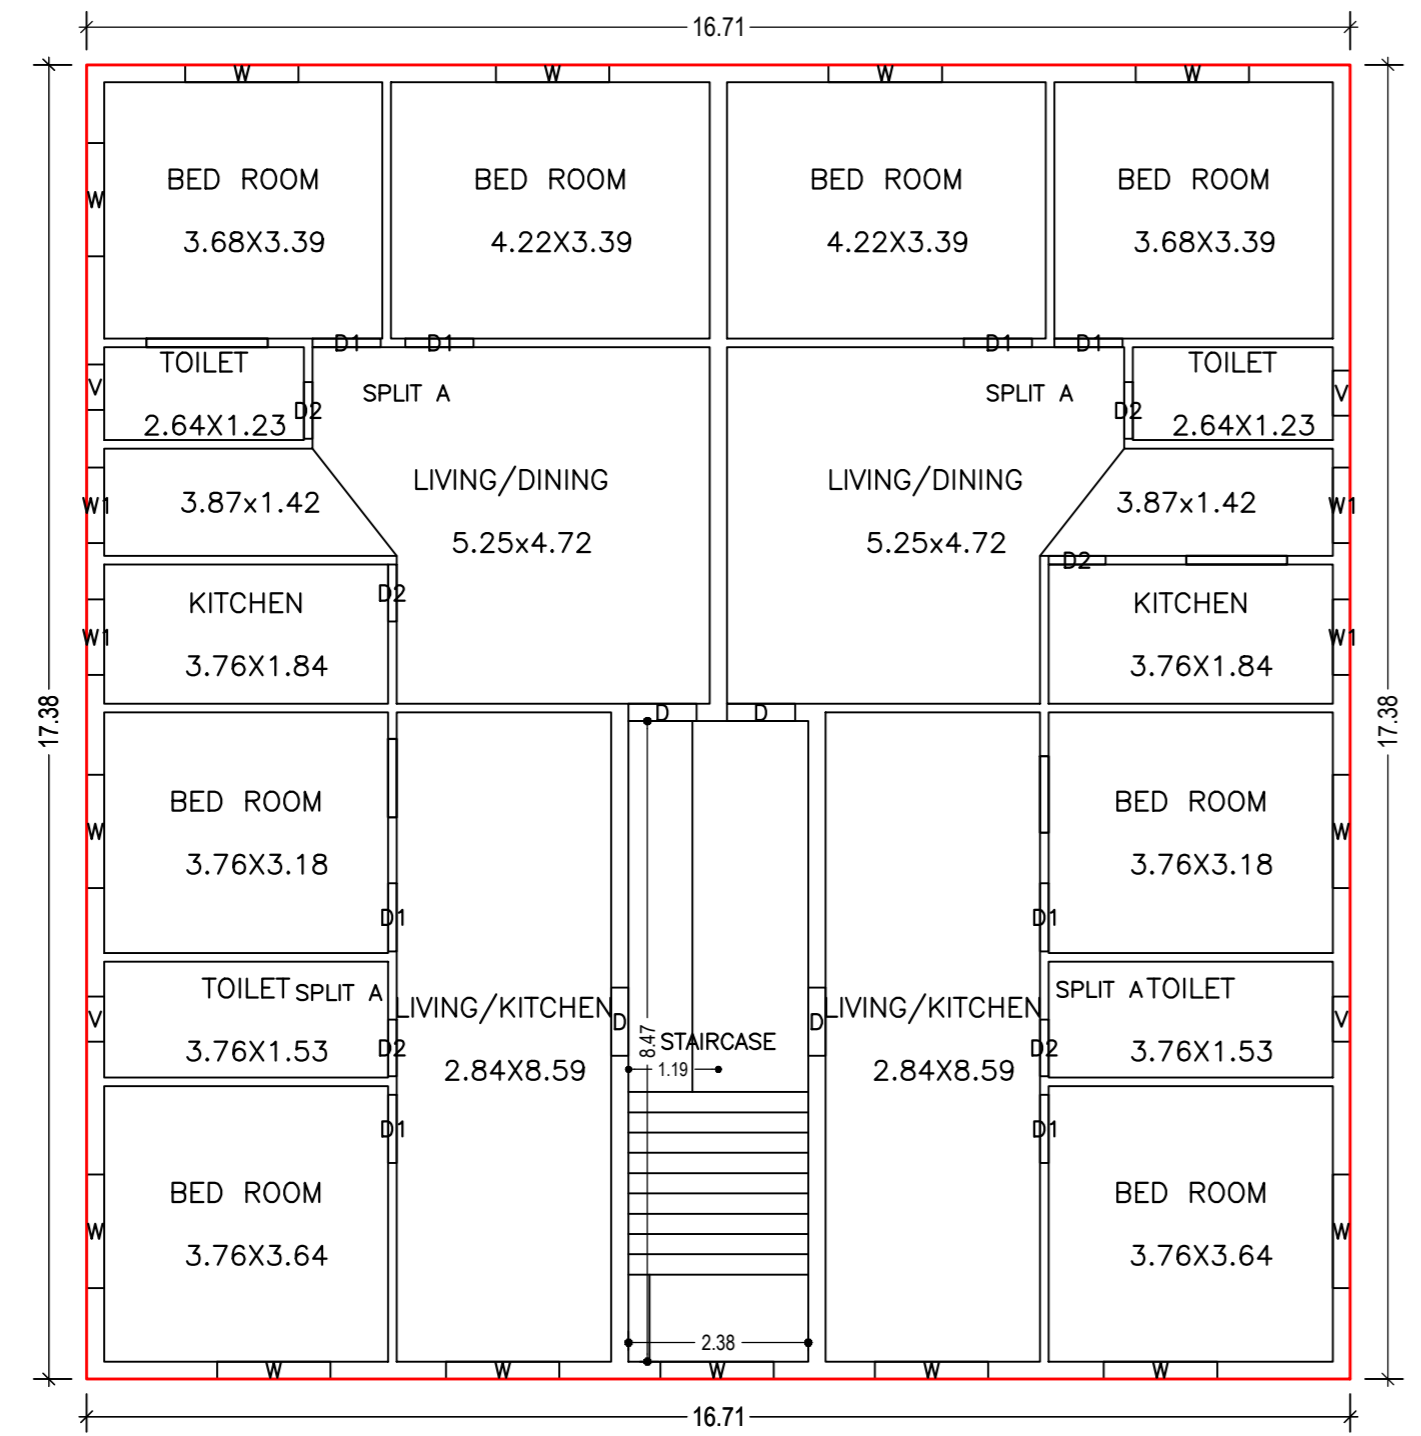 16.71
W W W W
BED ROOM BED ROOM BED ROOM BED ROOM
W
3.68X3.39 4.22X3.39 4.22X3.39 3.68X3.39
D1 D1 D1 D1
TOILET TOILET
V SPLIT A SPLIT A V
D2 D2
2.64X1.23 2.64X1.23
LIVING/DINING LIVING/DINING
W1 3.87x1.42 3.87x1.42 W1
5.25x4.72 5.25x4.72
D2
D2
KITCHEN KITCHEN
W1 W1
3.76X1.84 3.76X1.84
D D
17.38 17.38
BED ROOM BED ROOM
W W
3.76X3.18 3.76X3.18
D1 D1
TOILET SPLIT A SPLIT A TOILET
LIVING/KITCHEN LIVING/KITCHEN
V D D V
8.47 STAIRCASE
3.76X1.53 D2 D2 3.76X1.53
2.84X8.59 1.19 2.84X8.59
D1 D1
BED ROOM BED ROOM
W W
3.76X3.64 3.76X3.64
2.38
W W W W W
16.71